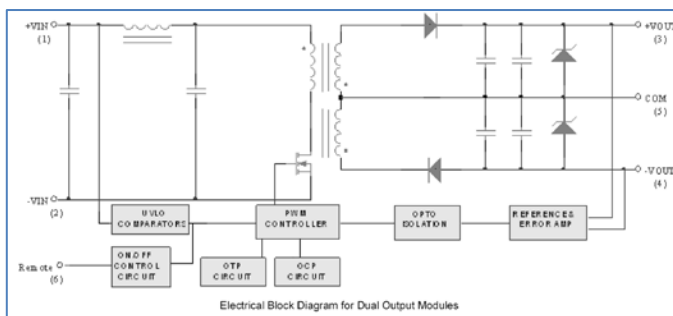 +VIN
(1)
+VOUT
(3)
COM
(5)
-VOUT
(4)
-VIN
(2)
UVLO
COMPARATORS
PWM
CONTROLLER
OPTO
ISOLATION
REFERENCE&
ERROR AMP
Remote
(6)
ON/OFF
CONTROL
CIRCUIT
OTP
CIRCUIT
OCP
CIRCUIT
Electrical Block Diagram for Dual Output Modules